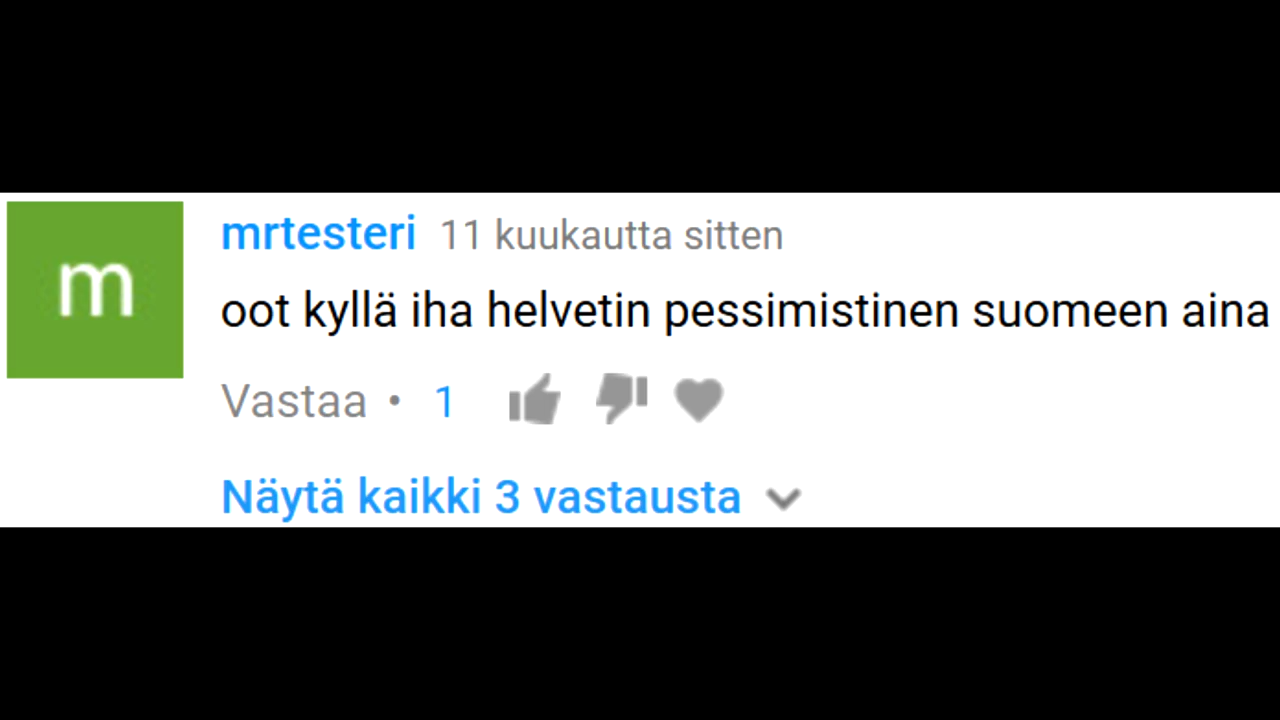 m
mrtesteri 11 kuukautta sitten
oot kyllä iha helvetin pessimistinen suomeen aina
Vastaa • 1
Näytä kaikki 3 vastausta